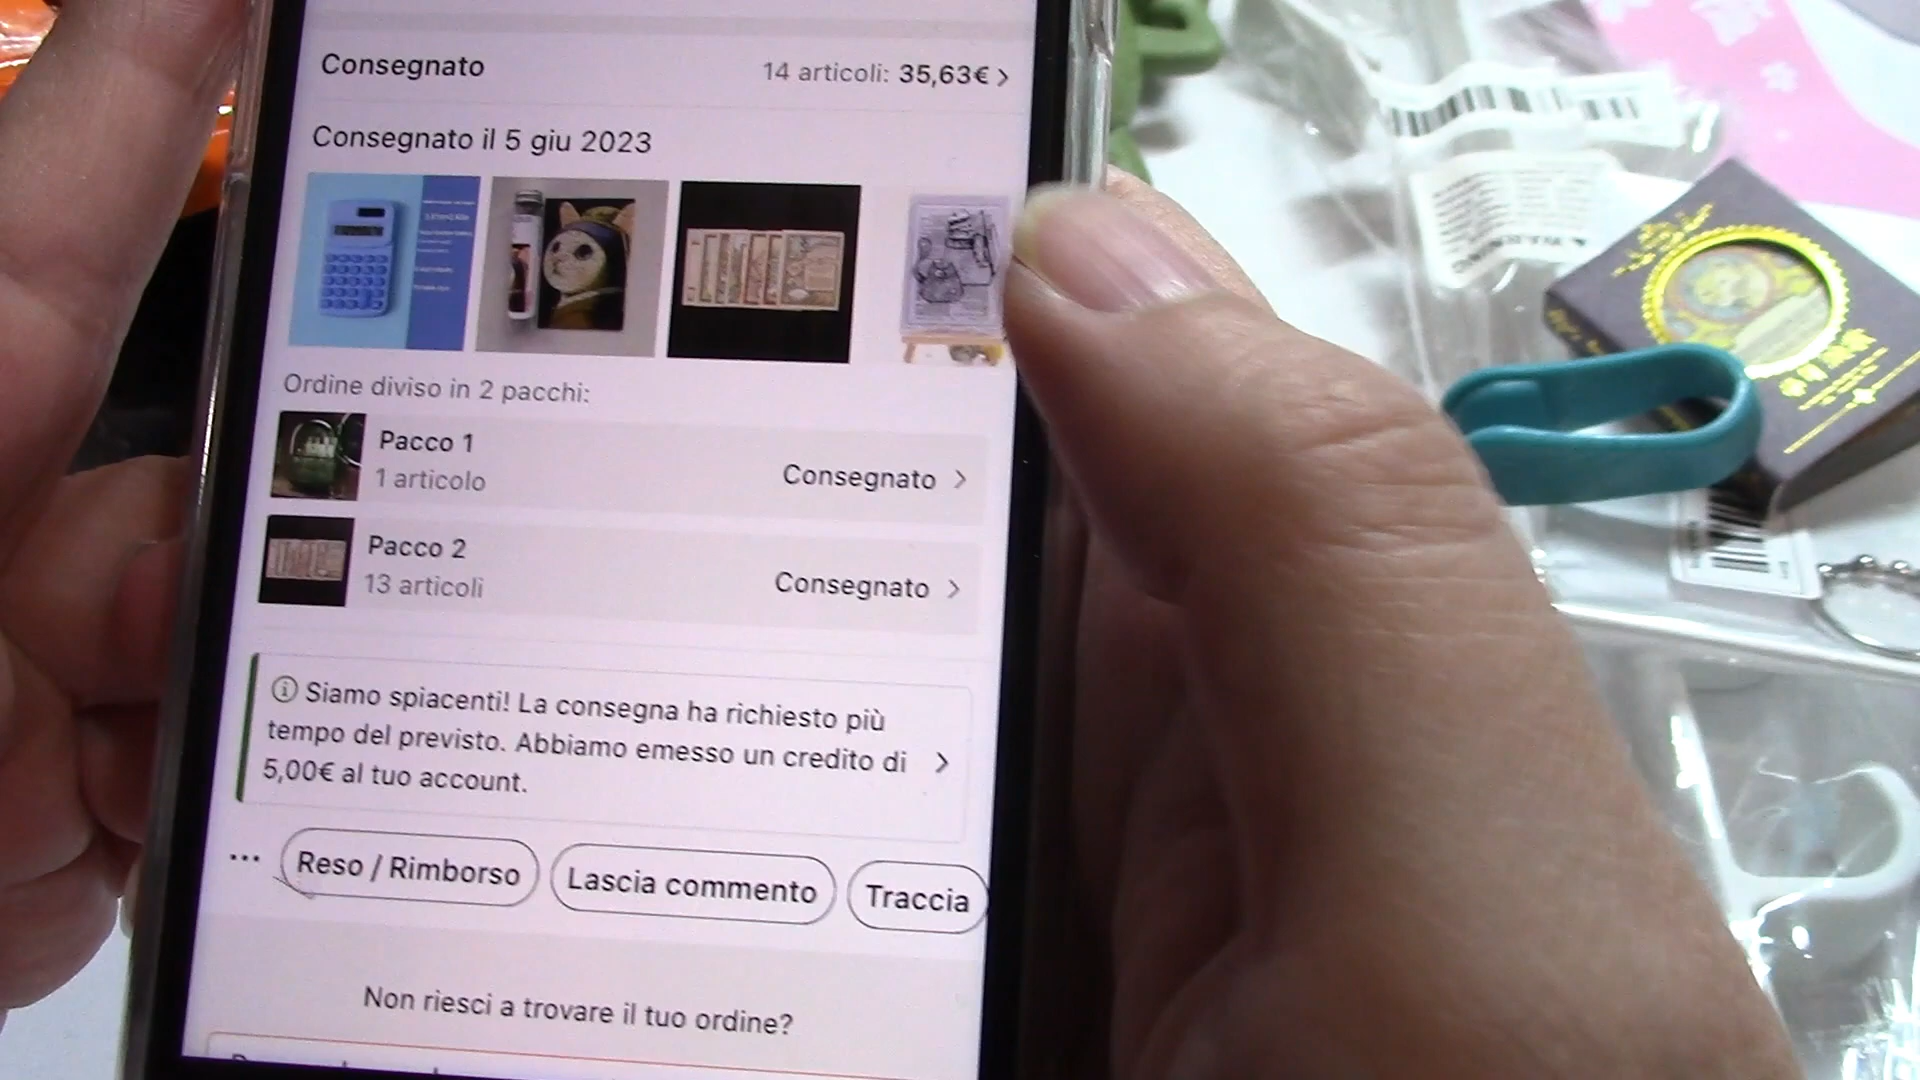 Consegnato
14 articoli: 35,63€ >
Consegnato il 5 giu 2023
Ordine diviso in 2 pacchi:
Pacco 1
1 articolo
Consegnato >
Pacco 2
13 articoli
Consegnato >
Siamo spiacenti! La consegna ha richiesto più
tempo del previsto. Abbiamo emesso un credito di
5,00€ al tuo account.
... Reso / Rimborso
Lascia commento
Traccia
Non riesci a trovare il tuo ordine?